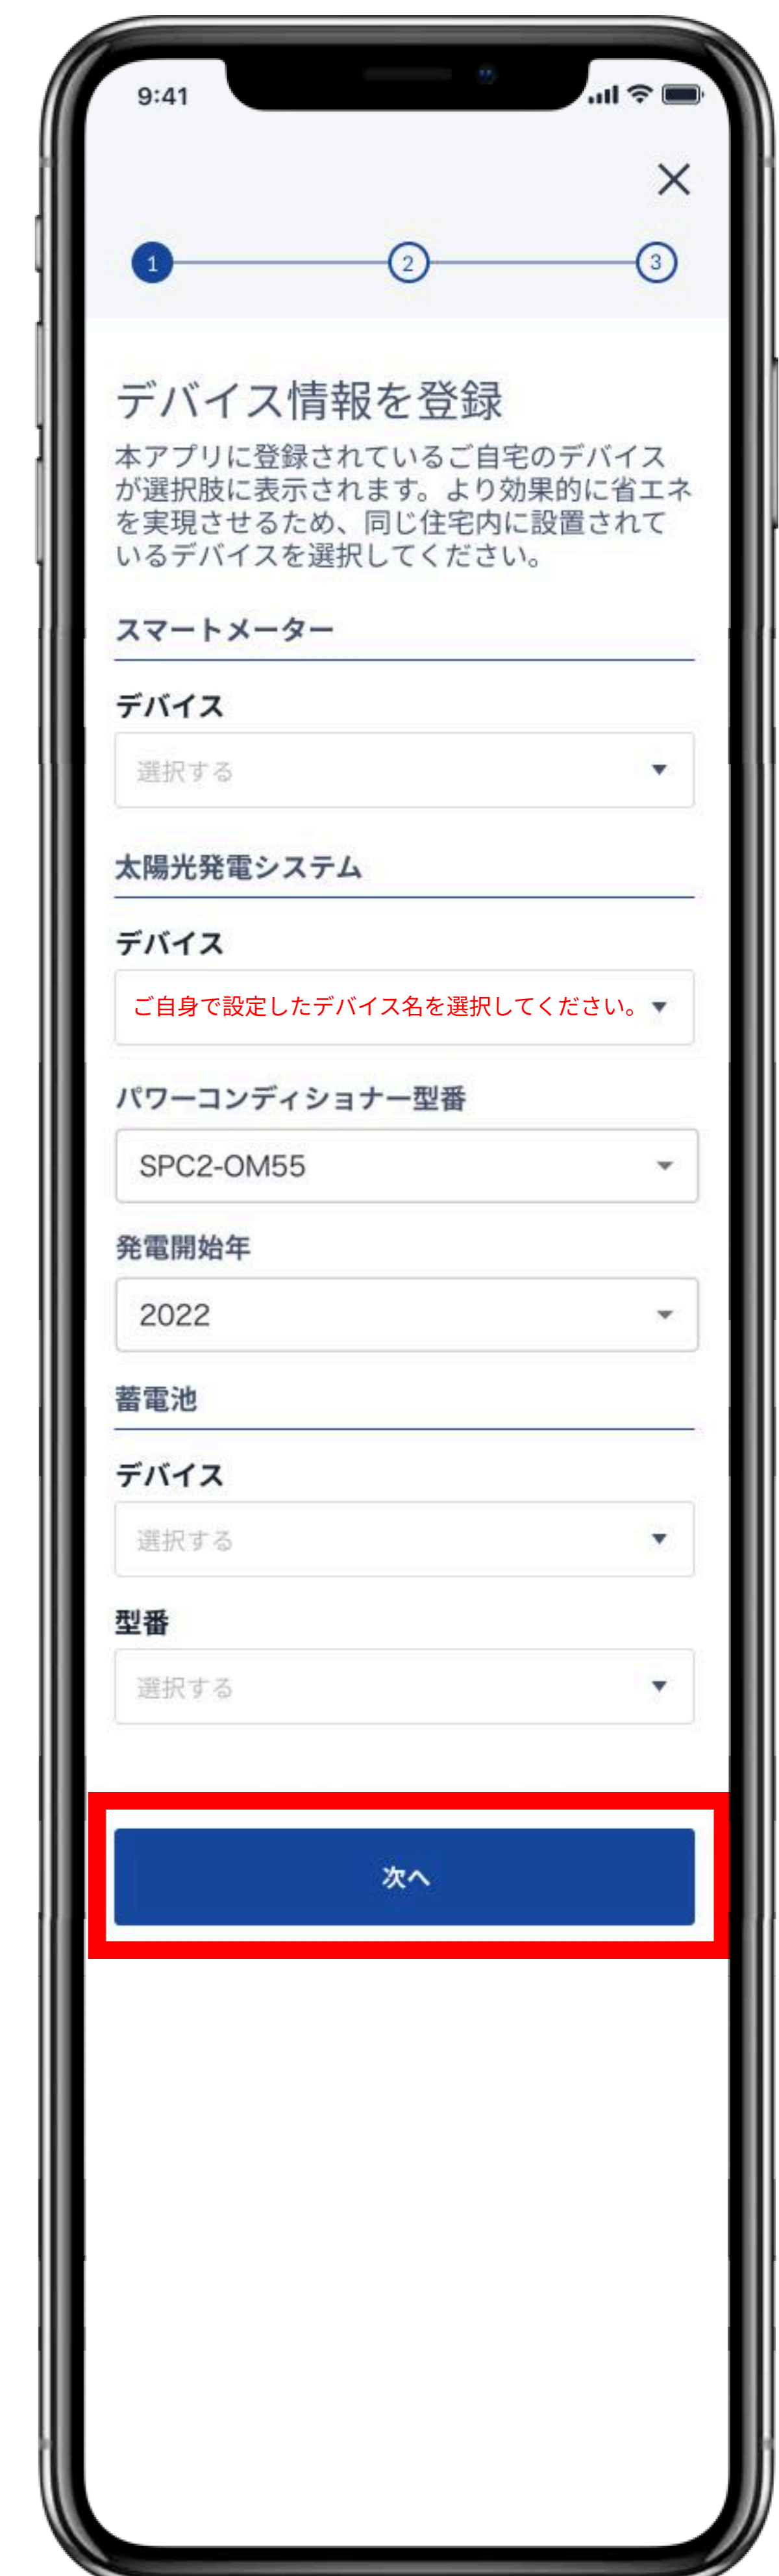 9:41
1
2
3
デバイス情報を登録
本アプリに登録されているご自宅のデバイス
が選択肢に表示されます。より効果的に省エネ
を実現させるため、同じ住宅内に設置されて
いるデバイスを選択してください。
スマートメーター
デバイス
選択する
太陽光発電システム
デバイス
ご自身で設定したデバイス名を選択してください。
パワーコンディショナー型番
SPC2-OM55
発電開始年
2022
蓄電池
デバイス
選択する
型番
選択する
次へ